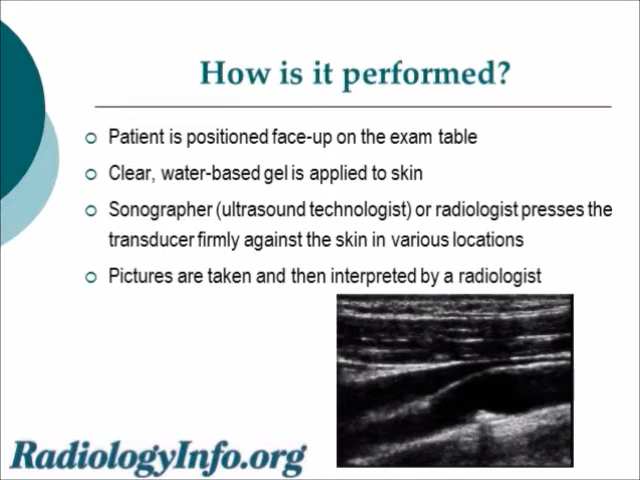 How is it performed?
Patient is positioned face-up on the exam table
Clear, water-based gel is applied to skin
Sonographer (ultrasound technologist) or radiologist presses the
transducer firmly against the skin in various locations
Pictures are taken and then interpreted by a radiologist
RadiologyInfo.org